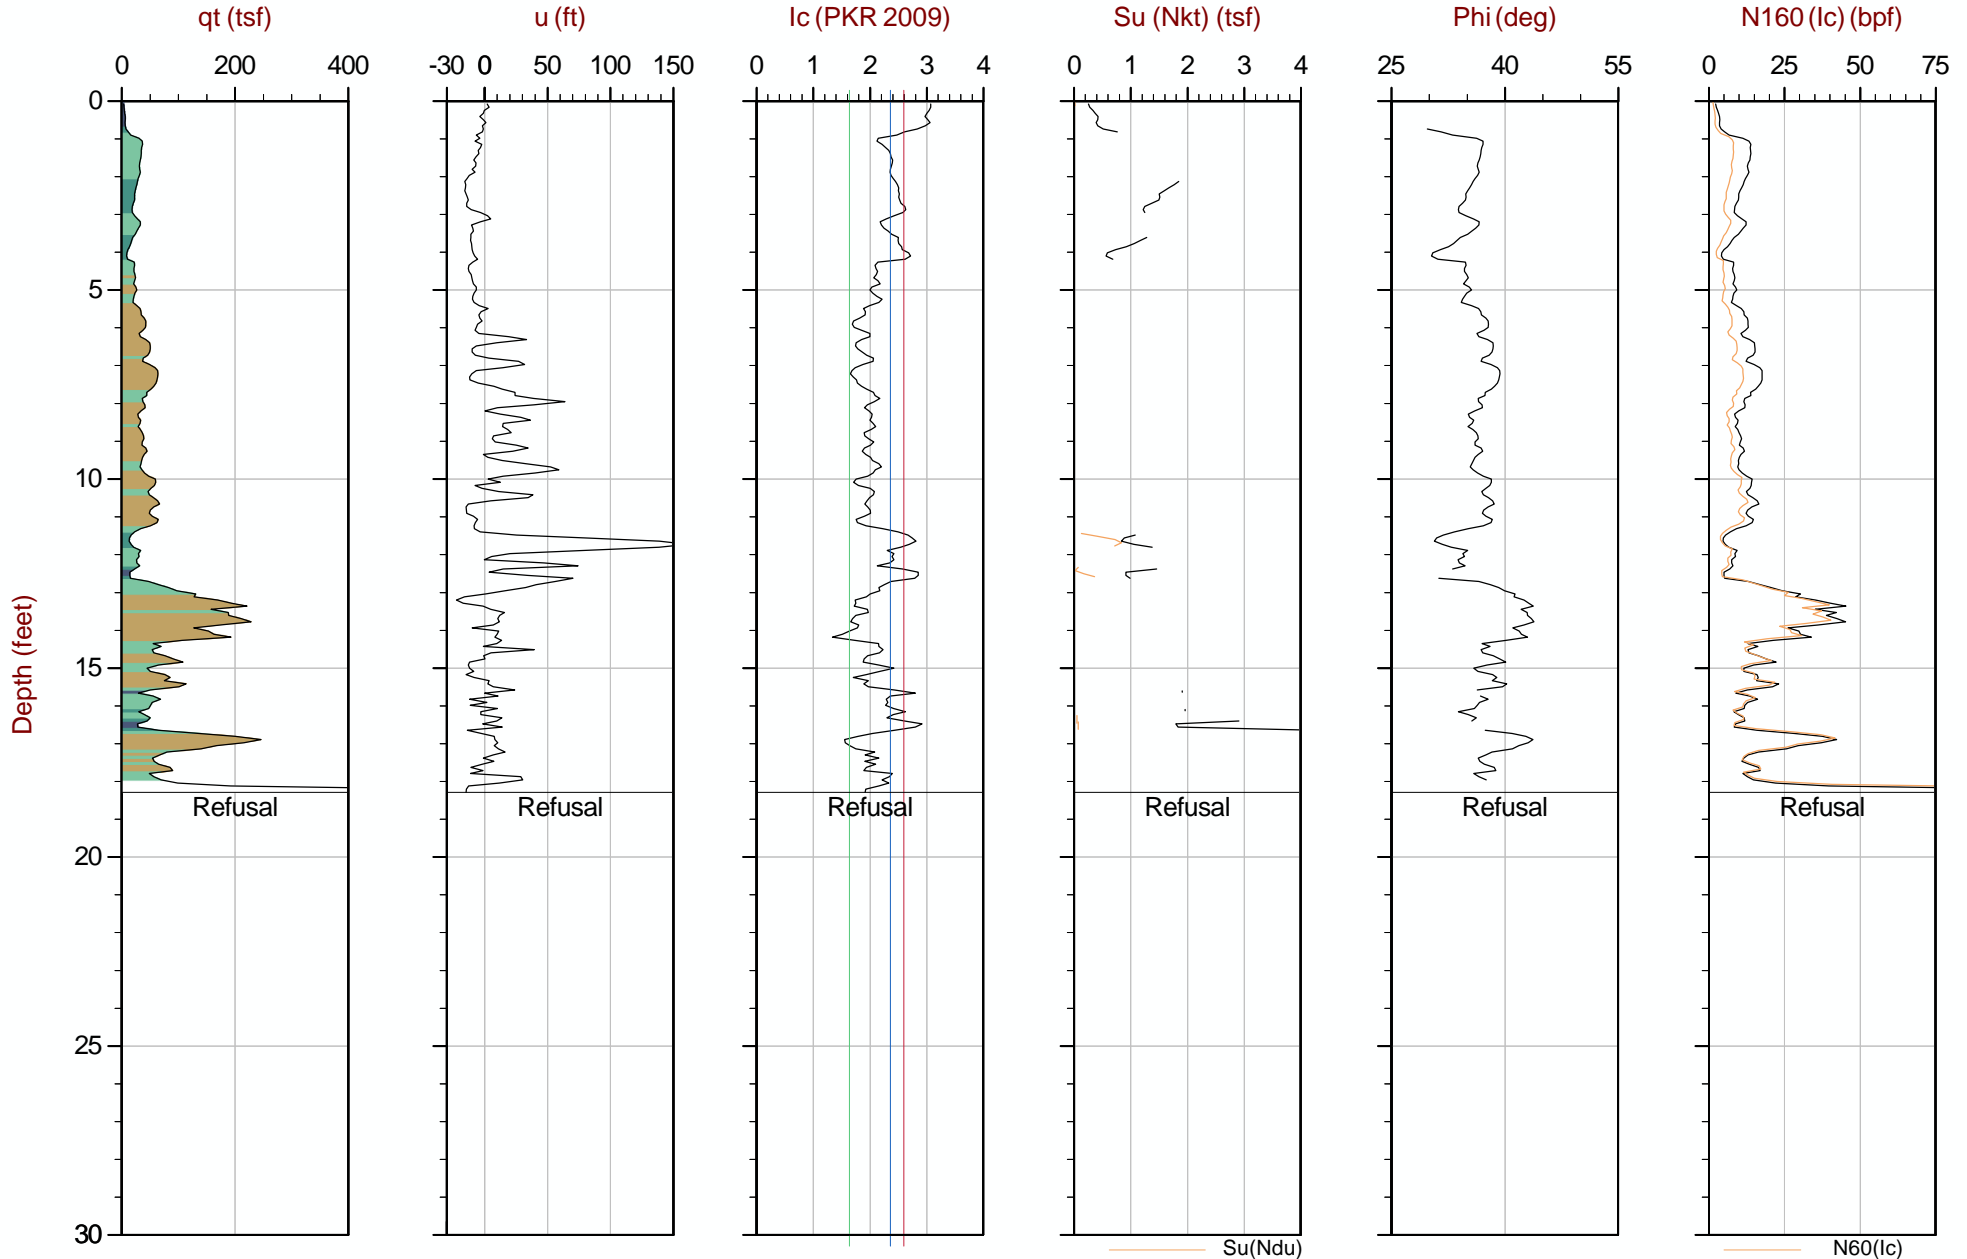 qt (tsf) u (ft) Ic (PKR 2009) Su (Nkt) (tsf) Phi (deg) N160 (Ic) (bpf)
0 200 400 -30 0 50 100 150 0 1 2 3 4 0 1 2 3 4 25 40 55 0 25 50 75
0
5
10
15
Depth (feet)
Refusal Refusal Refusal Refusal Refusal Refusal
20
25
30
Su(Ndu) N60(Ic)